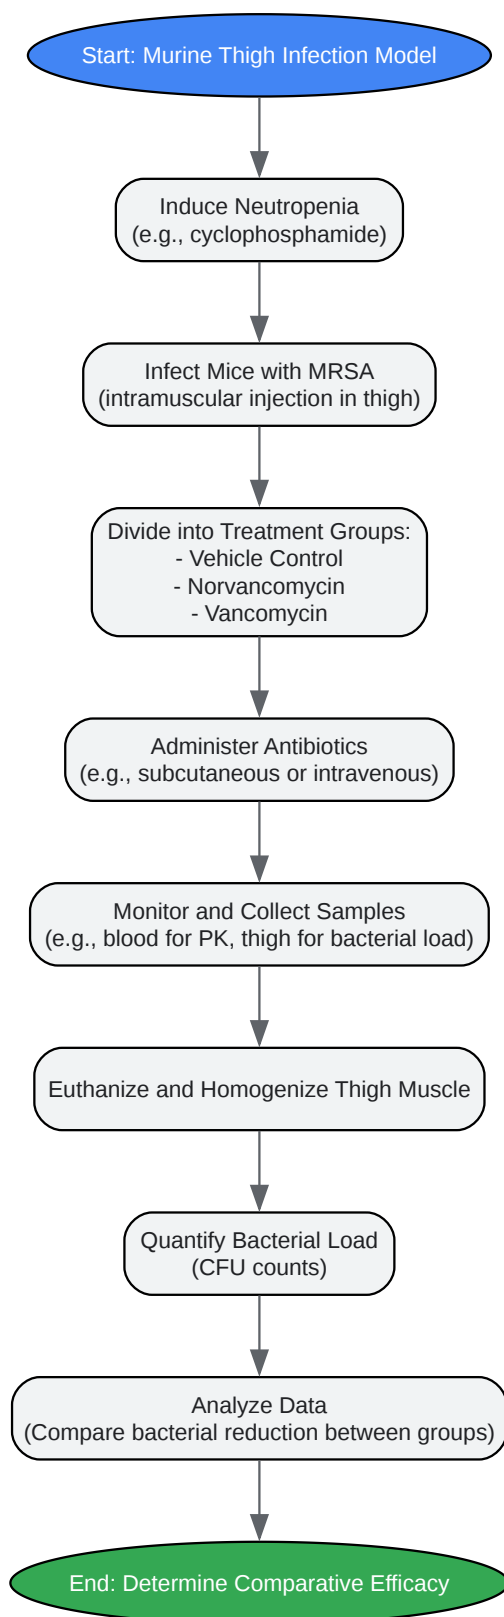 Start: Murine Thigh Infection Model
Induce Neutropenia
(e.g., cyclophosphamide)
Infect Mice with MRSA
(intramuscular injection in thigh)
Divide into Treatment Groups:
- Vehicle Control
- Norvancomycin
- Vancomycin
Administer Antibiotics
(e.g., subcutaneous or intravenous)
Monitor and Collect Samples
(e.g., blood for PK, thigh for bacterial load)
Euthanize and Homogenize Thigh Muscle
Quantify Bacterial Load
(CFU counts)
Analyze Data
(Compare bacterial reduction between groups)
End: Determine Comparative Efficacy